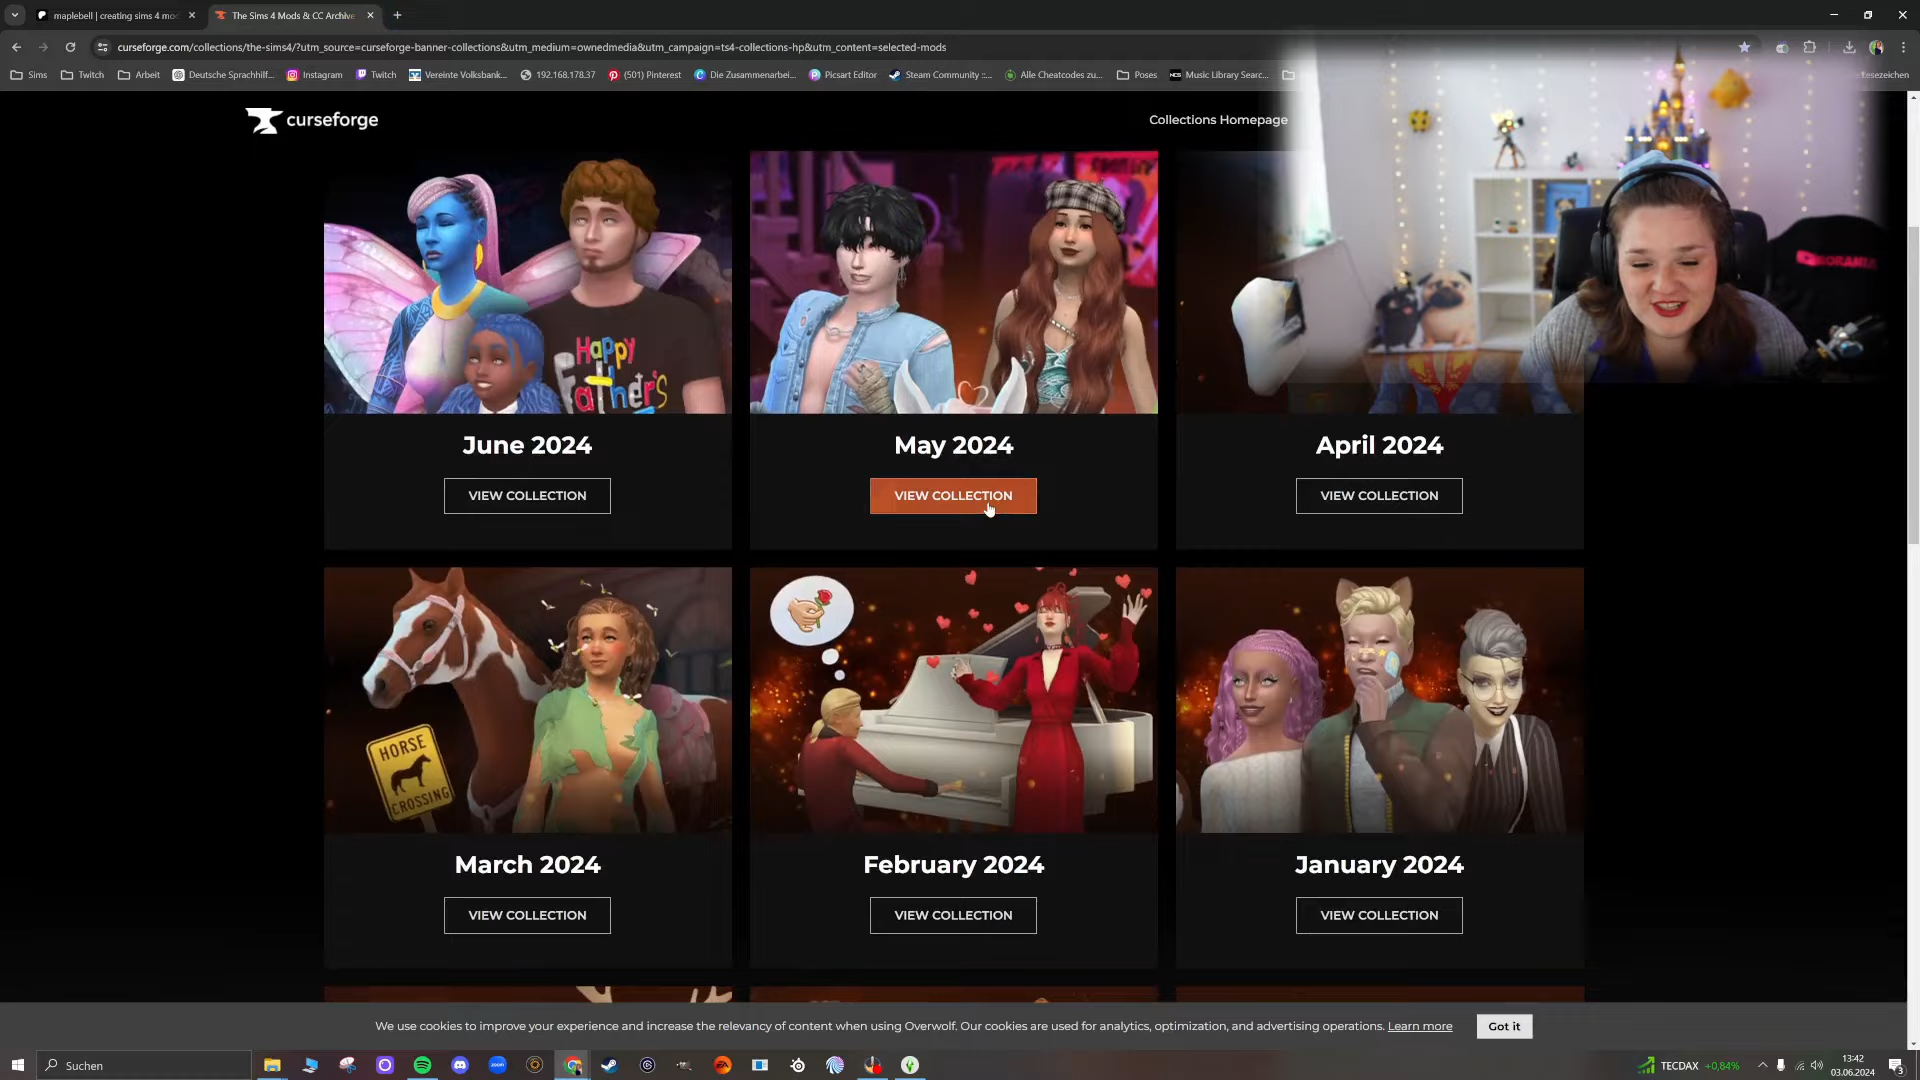 maplebell | creating sims 4 mo
The Sims 4 Mods & CC Archive
curseforge.com/collections/the-sims4/?utm_source=curseforge-banner-collections&utm_medium=ownedmedia&utm_campaign=ts4-collections-hp&utm_content=selected-mods
Sims
Twitch
Arbeit
Deutsche Sprachhilf...
Instagram
Twitch
Vereinte Volksbank...
192.168.178.37
(501) Pinterest
Die Zusammenarbei...
Picsart Editor
Steam Community ::...
Alle Cheatcodes zu...
Poses
Music Library Searc...
curseforge
Collections Homepage
Happy
Father's
June 2024
May 2024
April 2024
VIEW COLLECTION
VIEW COLLECTION
VIEW COLLECTION
HORSE
CROSSING
March 2024
February 2024
January 2024
VIEW COLLECTION
VIEW COLLECTION
VIEW COLLECTION
We use cookies to improve your experience and increase the relevancy of content when using Overwolf. Our cookies are used for analytics, optimization, and advertising operations. Learn more
Got it
Suchen
TECDAX +0,84%
13:42
03.06.2024